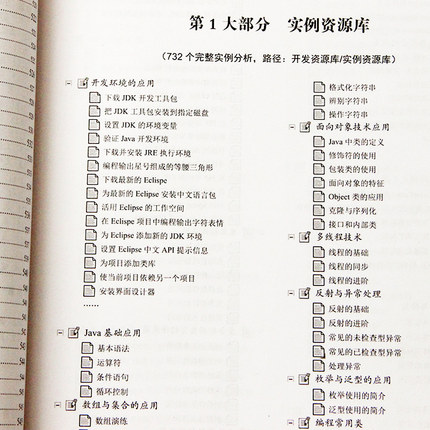 第 1 大部分 实例资源库
(732 个完整实例分析，路径：开发资源库/实例资源库)
开发环境的应用
下载 JDK 开发工具包
把 JDK 工具包安装到指定磁盘
设置 JDK 的环境变量
验证 Java 开发环境
下载并安装 JRE 执行环境
编程输出星号组成的等腰三角形
下载最新的 Eclispe
为最新的 Eclipse 安装中文语言包
活用 Eclipse 的工作空间
在 Eclispe 项目中编程输出字符表情
为 Eclipse 添加新的 JDK 环境
设置 Eclipse 中文 API 提示信息
为项目添加类库
使当前项目依赖另一个项目
安装界面设计器
……
Java 基础应用
基本语法
运算符
条件语句
循环控制
数组与集合的应用
数组演练
格式化字符串
辨别字符串
操作字符串
面向对象技术应用
Java 中类的定义
修饰符的使用
包装类的使用
面向对象的特征
Object 类的应用
克隆与序列化
接口和内部类
多线程技术
线程的基础
线程的同步
线程的进阶
反射与异常处理
反射的基础
反射的进阶
常见的未检查型异常
常见的已检查型异常
处理异常
枚举与泛型的应用
枚举使用的简介
泛型使用的简介
编程常用类